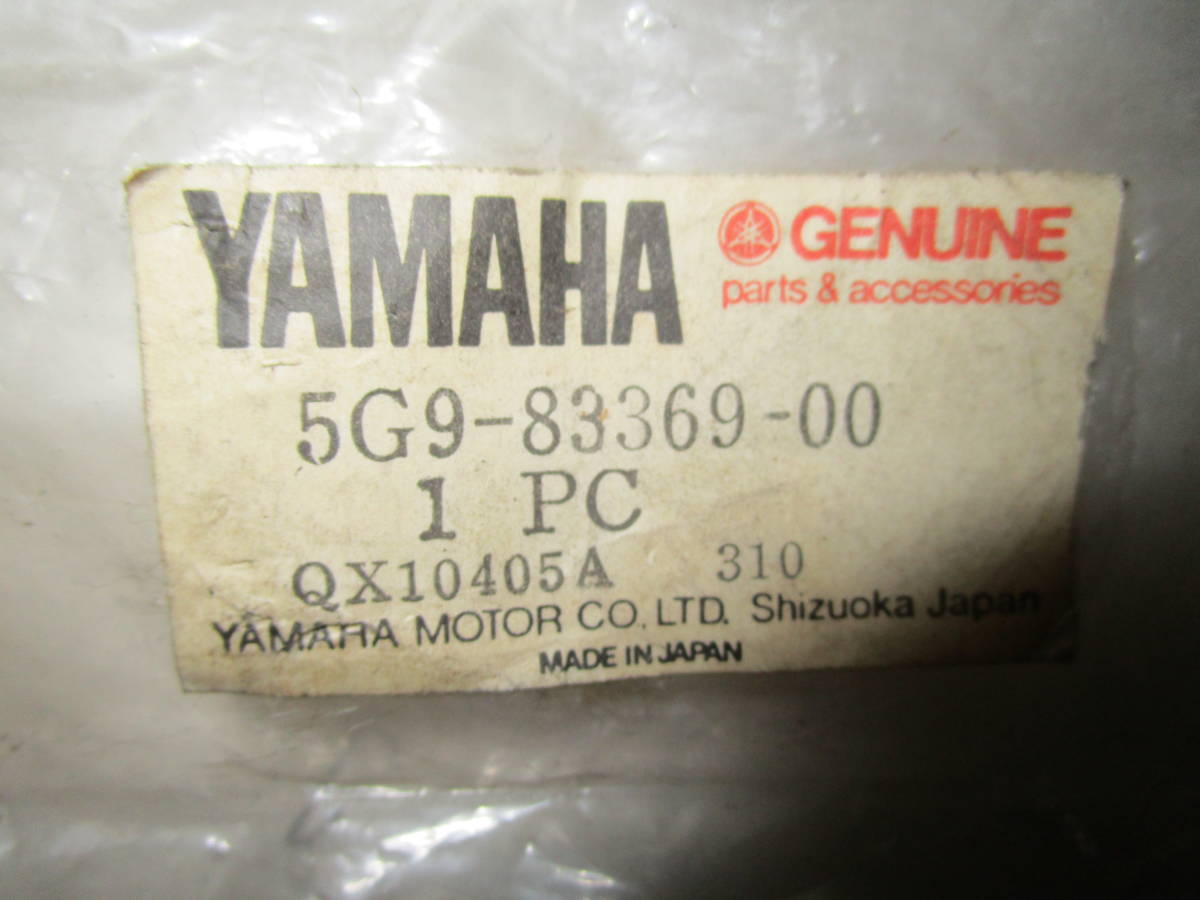 YAMAHA
GENUINE
parts & accessories
5G9-83369-00
1 PC
QX10405A 310
YAMAHA MOTOR CO., LTD. Shizuoka Japan
MADE IN JAPAN